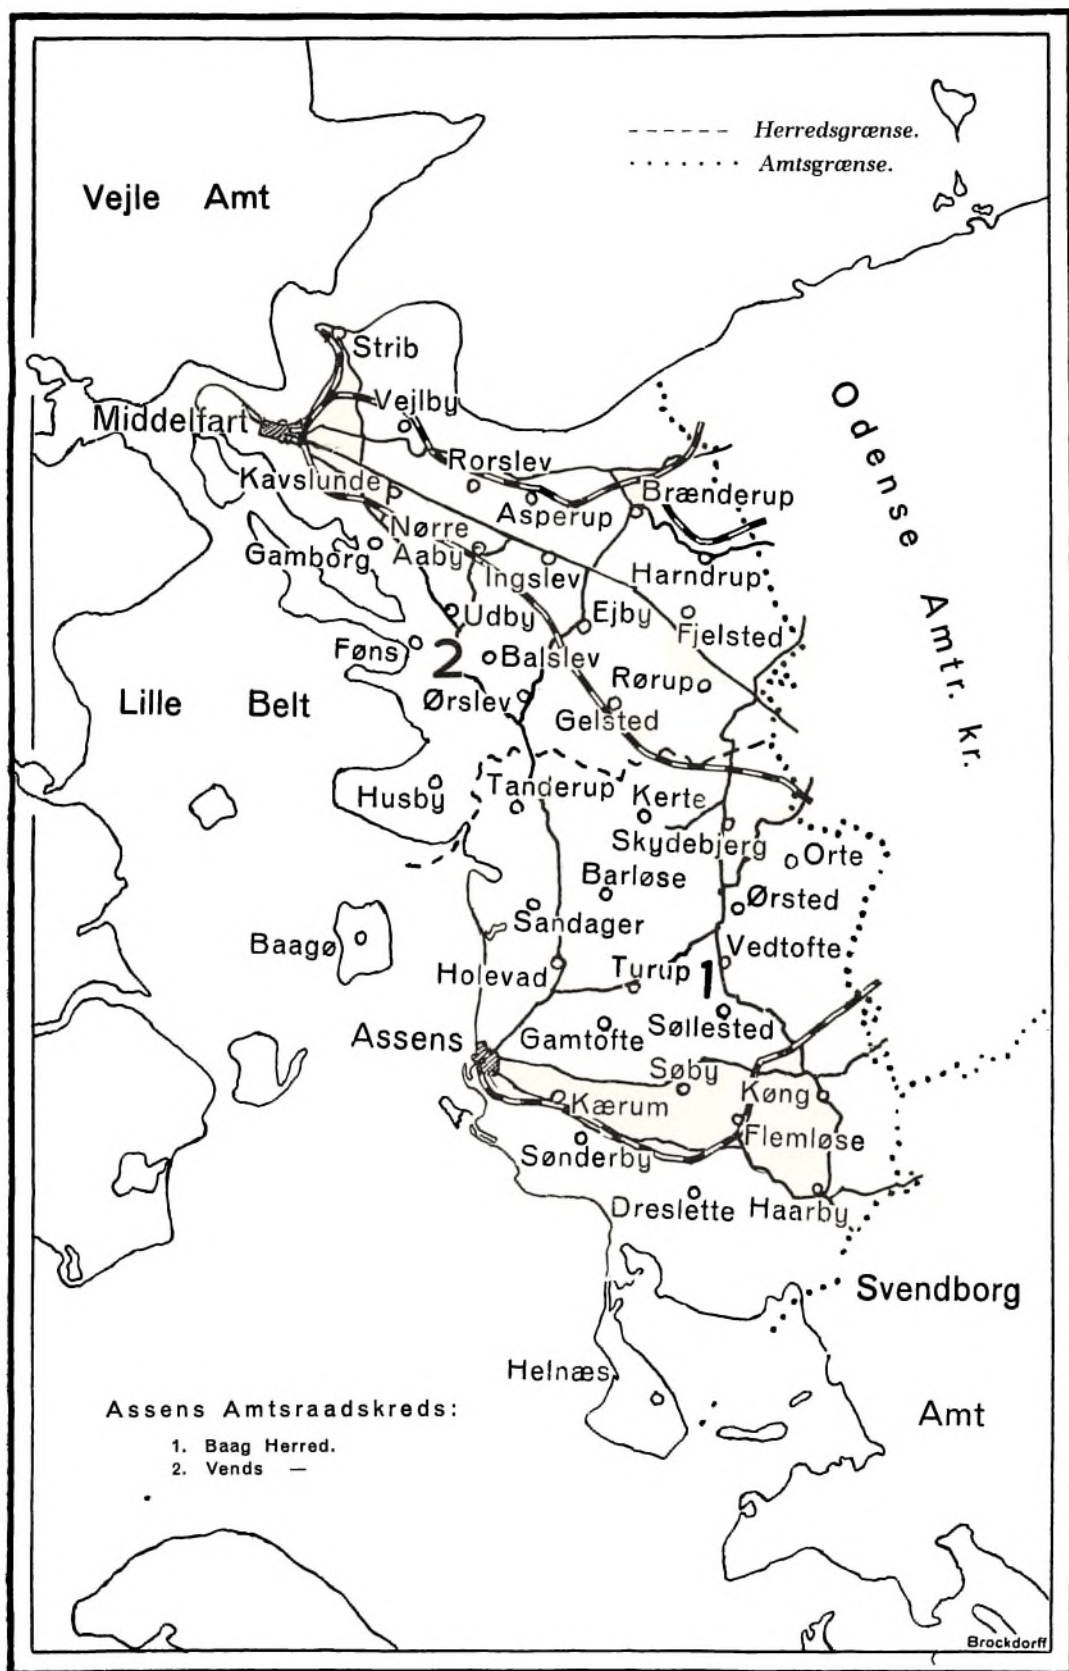 Herredsgrænse.
Amtsgrænse.
Vejle Amt
Strib
Odense Amtr. kr.
Middelfart
Vejlby
Rorslev
Kavslunde
Brænderup
Asperup
Nørre
Aaby
Gamborg
Ingslev
Harndrup
Udby
Ejby
Fjelsted
Føns
2
Balslev
Rørup
Ørslev
Gelsted
Lille Belt
Husby
Tanderup
Kerte
Skydebjerg
Orte
Barløse
Ørsted
Sandager
Baagø
Vedtofte
Holevad
Turup
1
Assens
Gamtofte
Søllested
Søby
Køng
Kærum
Flemløse
Sønderby
Dreslette
Haarby
Svendborg
Helnæs
Amt
Assens Amtsraadskreds:
1. Baag Herred.
2. Vends —
Brockdorff